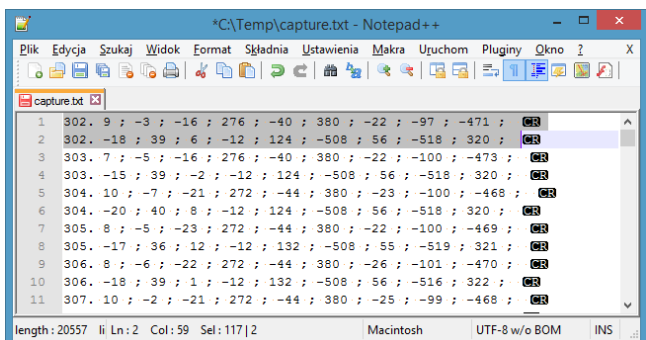 *C:\Temp\capture.txt - Notepad++
Plik Edycja Szukaj Widok Format Składnia Ustawienia Makra Uruchom Pluginy Okno ? X
capture.txt
1 302. 9 ; -3 ; -16 ; 276 ; -40 ; 380 ; -22 ; -97 ; -471 ; CR
2 302. -18 ; 39 ; 6 ; -12 ; 124 ; -508 ; 56 ; -518 ; 320 ; CR
3 303. 7 ; -5 ; -16 ; 276 ; -40 ; 380 ; -22 ; -100 ; -473 ; CR
4 303. -15 ; 39 ; -2 ; -12 ; 124 ; -508 ; 56 ; -518 ; 320 ; CR
5 304. 10 ; -7 ; -21 ; 272 ; -44 ; 380 ; -23 ; -100 ; -468 ; CR
6 304. -20 ; 40 ; 8 ; -12 ; 124 ; -508 ; 56 ; -518 ; 320 ; CR
7 305. 8 ; -5 ; -23 ; 272 ; -44 ; 380 ; -22 ; -100 ; -469 ; CR
8 305. -17 ; 36 ; 12 ; -12 ; 132 ; -508 ; 55 ; -519 ; 321 ; CR
9 306. 8 ; -6 ; -22 ; 272 ; -44 ; 380 ; -26 ; -101 ; -470 ; CR
10 306. -18 ; 39 ; 1 ; -12 ; 132 ; -508 ; 56 ; -516 ; 322 ; CR
11 307. 10 ; -2 ; -21 ; 272 ; -44 ; 380 ; -25 ; -99 ; -468 ; CR
length : 20557 li Ln : 2 Col : 59 Sel : 117 | 2 Macintosh UTF-8 w/o BOM INS